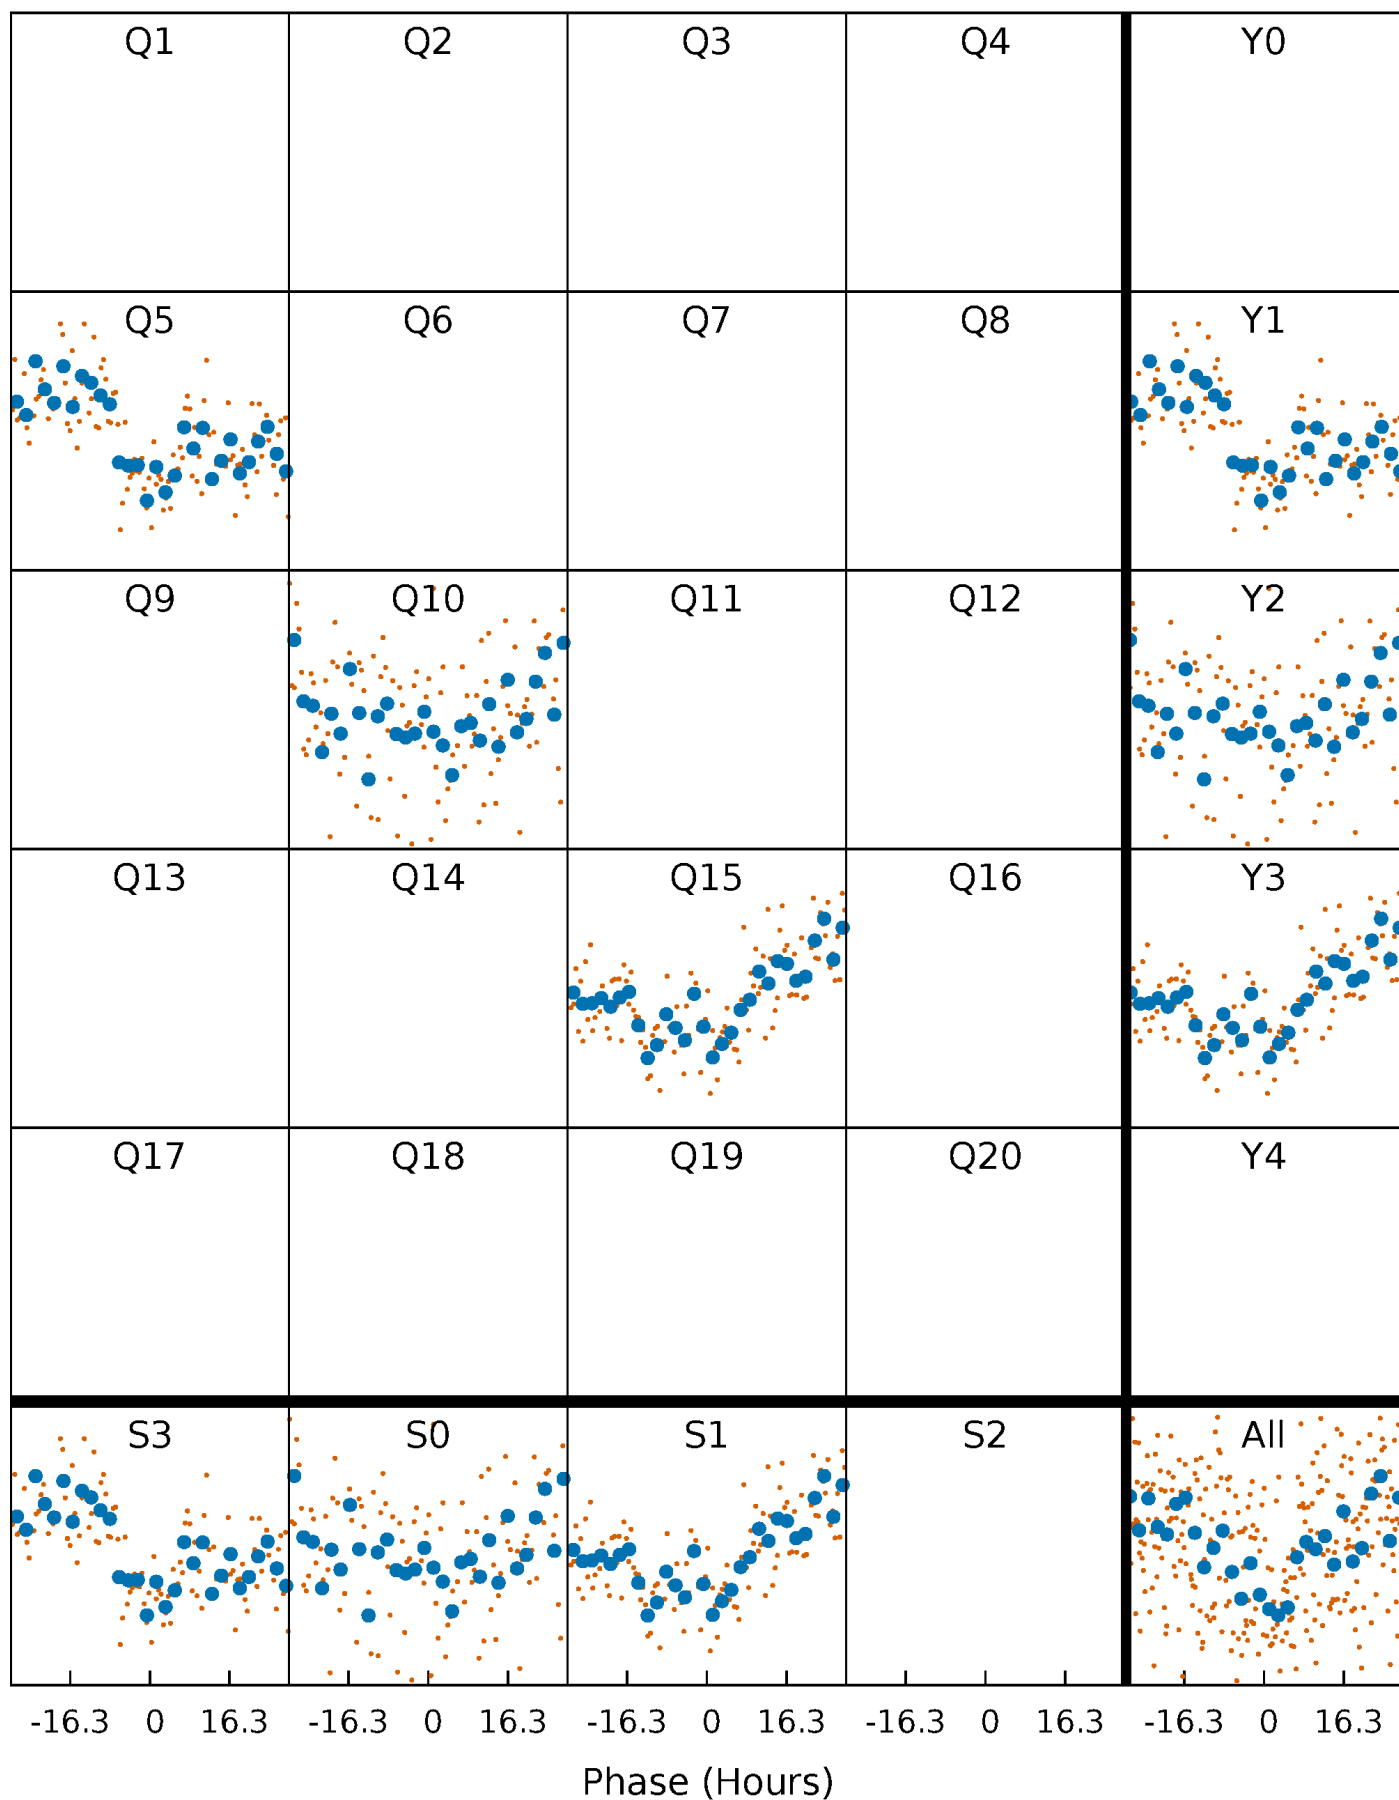 Q1 Q2 Q3 Q4 Y0
Q5 Q6 Q7 Q8 Y1
Q9 Q10 Q11 Q12 Y2
Q13 Q14 Q15 Q16 Y3
Q17 Q18 Q19 Q20 Y4
S3 S0 S1 S2 All
-16.3 0 16.3 -16.3 0 16.3 -16.3 0 16.3 -16.3 0 16.3 -16.3 0 16.3
Phase (Hours)